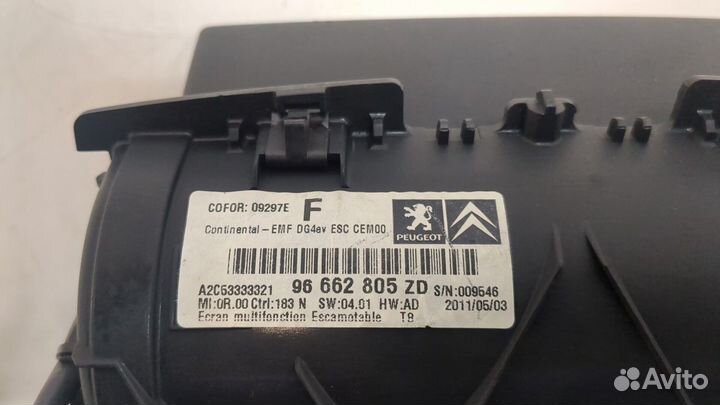 COFOR: 09297E F
Continental-EMF DG4ev ESC CEM00
PEUGEOT
A2C53333321 96 662 805 ZD S/N:009546
MI:0R.00 Ctrl:183 N SW:04.01 HW:AD 2011/05/03
Ecran multifonction Escamotable T8
Avito